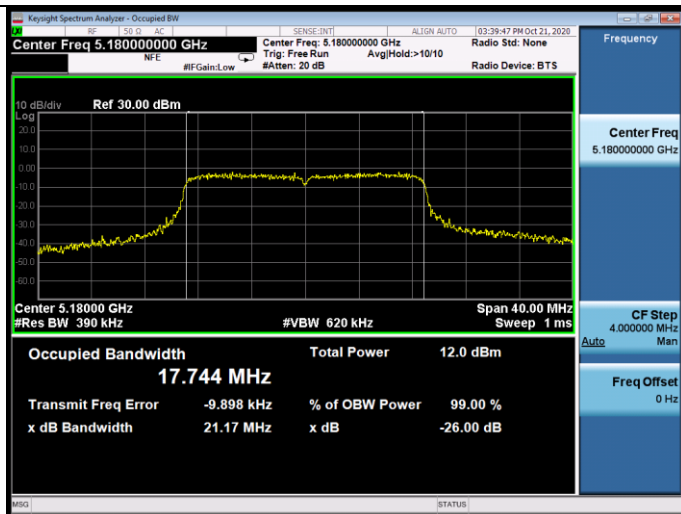 Keysight Spectrum Analyzer - Occupied BW
RF 50 Ω AC SENSE:INT ALIGN AUTO 03:39:47 PM Oct 21, 2020
Center Freq 5.180000000 GHz
Center Freq: 5.180000000 GHz Radio Std: None
NFE Trig: Free Run Avg|Hold:>10/10
#IFGain:Low #Atten: 20 dB Radio Device: BTS
Frequency
10 dB/div Ref 30.00 dBm
Log
20.0
10.0
0.00
-10.0
-20.0
-30.0
-40.0
-50.0
-60.0
Center 5.18000 GHz Span 40.00 MHz
#Res BW 390 kHz #VBW 620 kHz Sweep 1 ms
Occupied Bandwidth Total Power 12.0 dBm
17.744 MHz
Transmit Freq Error -9.898 kHz % of OBW Power 99.00 %
x dB Bandwidth 21.17 MHz x dB -26.00 dB
Center Freq
5.180000000 GHz
CF Step
4.000000 MHz
Auto Man
Freq Offset
0 Hz
MSG STATUS